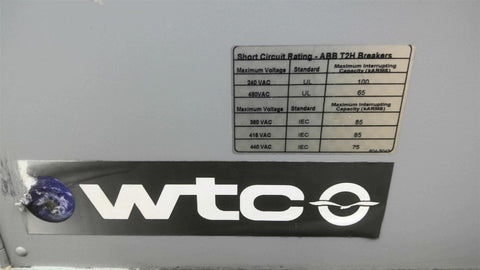 Short Circuit Rating - ABB T2H Breakers
Maximum Voltage Standard Maximum Interrupting Capacity (kARMS)
240 VAC UL 100
480VAC UL 65
Maximum Voltage Standard Maximum Interrupting Capacity (kARMS)
380 VAC IEC 85
415 VAC IEC 85
440 VAC IEC 75
wtc